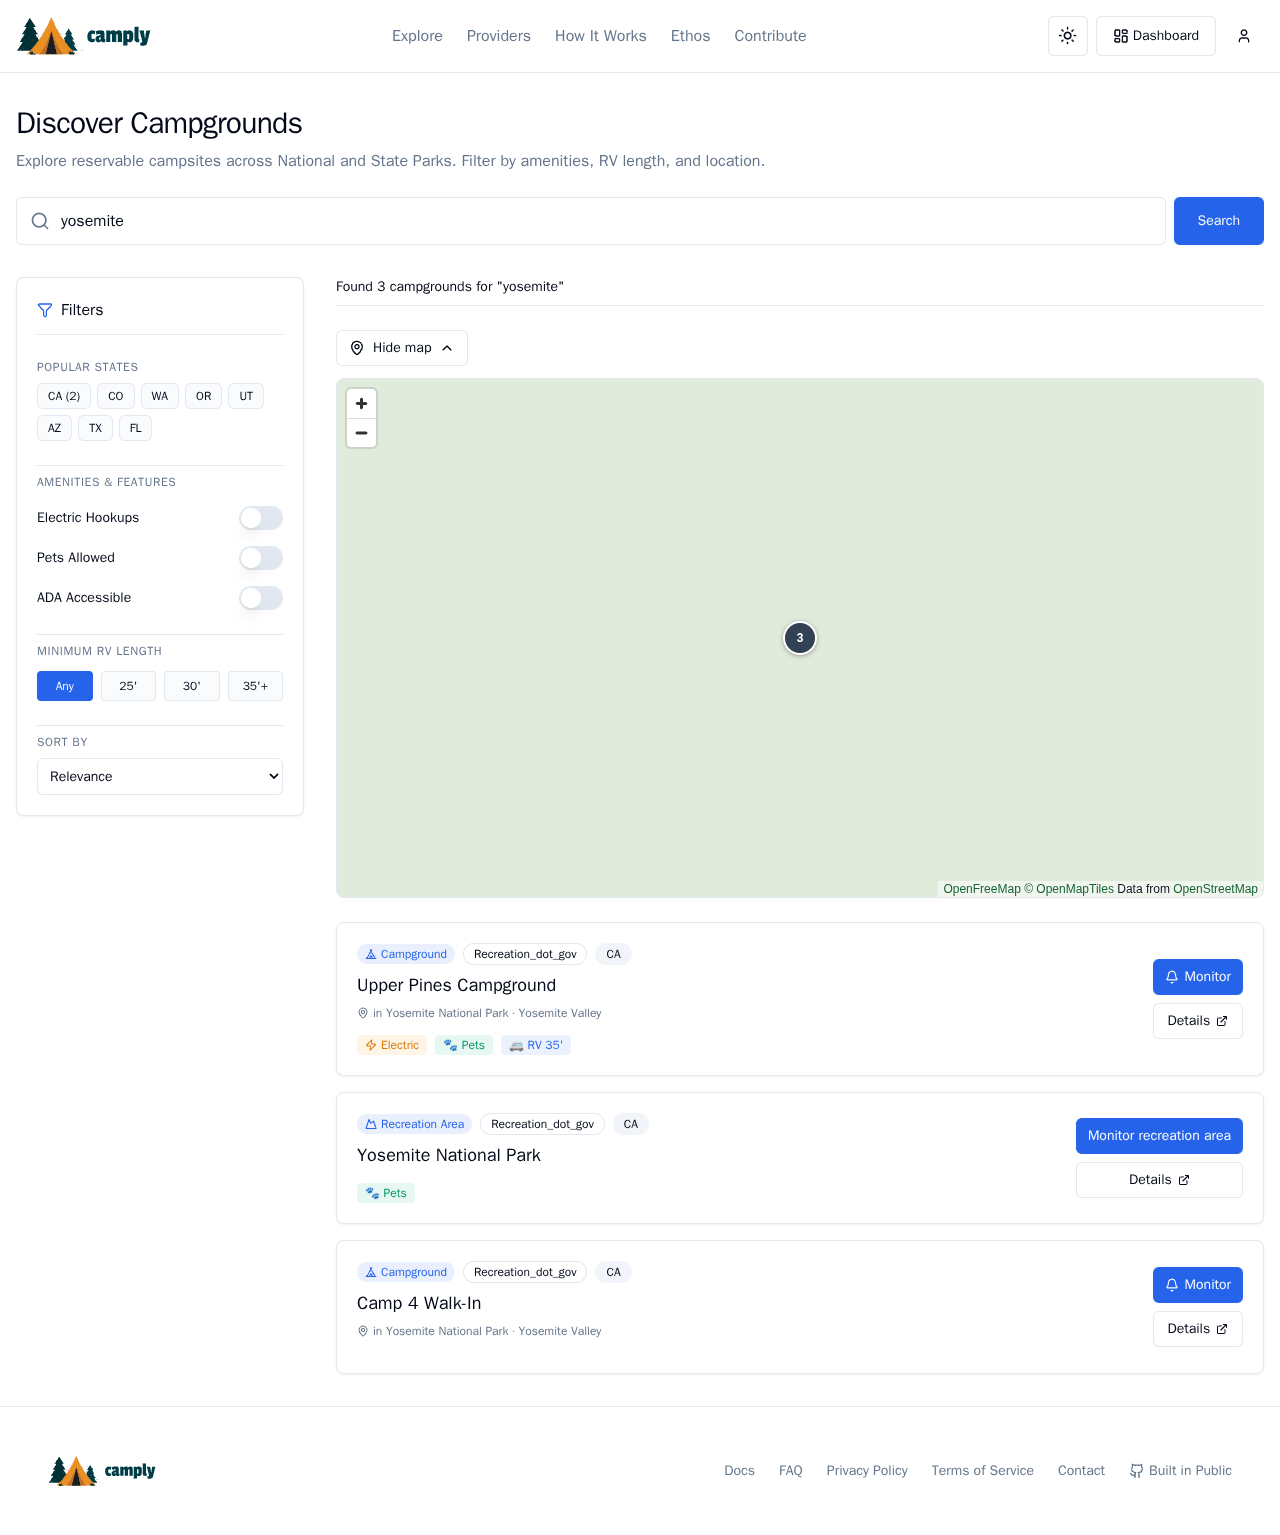 camply
Explore
Providers
How It Works
Ethos
Contribute
Dashboard
Discover Campgrounds
Explore reservable campsites across National and State Parks. Filter by amenities, RV length, and location.
yosemite
Search
Filters
POPULAR STATES
CA (2)
CO
WA
OR
UT
AZ
TX
FL
AMENITIES & FEATURES
Electric Hookups
Pets Allowed
ADA Accessible
MINIMUM RV LENGTH
Any
25'
30'
35'+
SORT BY
Relevance
Found 3 campgrounds for "yosemite"
Hide map
3
OpenFreeMap © OpenMapTiles Data from OpenStreetMap
Campground
Recreation_dot_gov
CA
Upper Pines Campground
in Yosemite National Park · Yosemite Valley
Electric
Pets
RV 35'
Monitor
Details
Recreation Area
Recreation_dot_gov
CA
Yosemite National Park
Pets
Monitor recreation area
Details
Campground
Recreation_dot_gov
CA
Camp 4 Walk-In
in Yosemite National Park · Yosemite Valley
Monitor
Details
camply
Docs
FAQ
Privacy Policy
Terms of Service
Contact
Built in Public